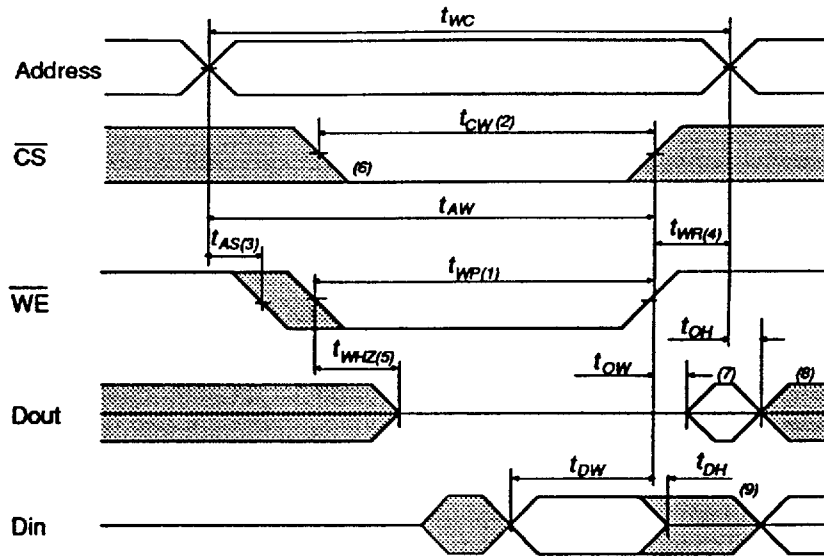 tWC
Address
tCW(2)
CS
(6)
tAW
tAS(3)
tWR(4)
tWP(1)
WE
tOH
tWHZ(5)
tOW
(7)
(8)
Dout
tDW
tDH
(9)
Din